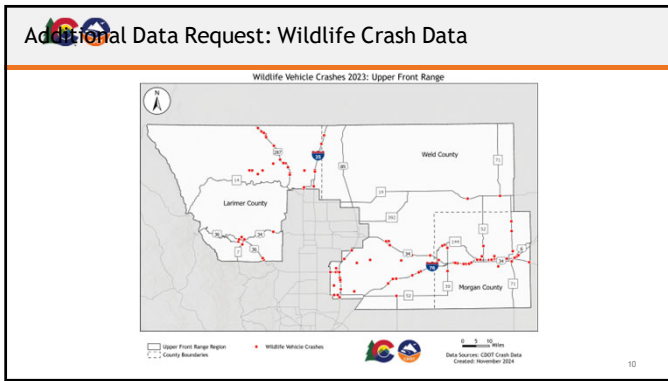 Additional Data Request: Wildlife Crash Data
Wildlife Vehicle Crashes 2023: Upper Front Range
N
287
25
85
Weld County
71
14
14
Larimer County
392
52
36
34
7
36
34
144
6
76
34
39
Morgan County
71
52
Upper Front Range Region
County Boundaries
Wildlife Vehicle Crashes
0 5 10
Miles
Data Sources: CDOT Crash Data
Created: November 2024
10